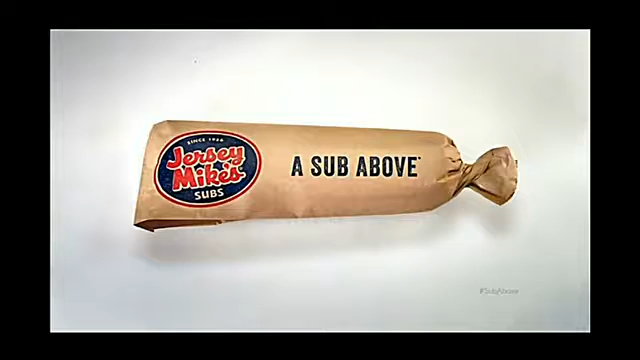 SINCE 1956
Jersey
Mike's
SUBS
A SUB ABOVE
#SubAbove